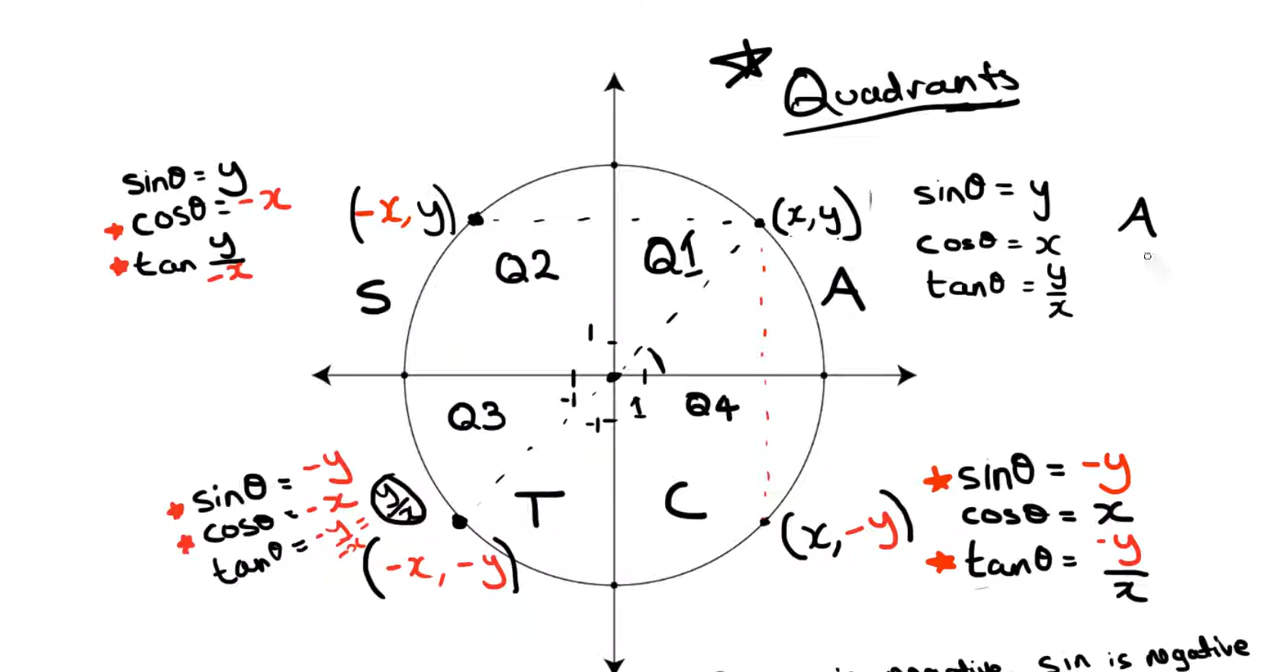 Quadrants
sinθ = y
cosθ = -x
tan y/-x
(-x, y)
(x, y)
sinθ = y
cosθ = x
tanθ = y/x
A
Q2
Q1
S
A
1
-1
1
-1
Q3
Q4
T
C
sinθ = -y
cosθ = -x
tanθ = -y/-x =
y/x
(-x, -y)
(x, -y)
sinθ = -y
cosθ = x
tanθ = -y/x
negative, sin is negative